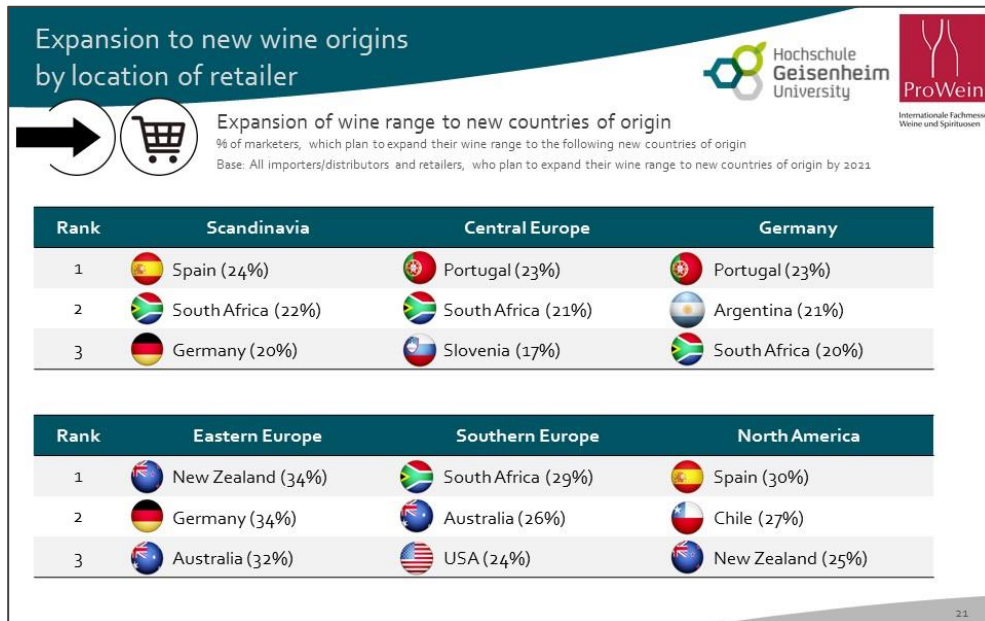 Expansion to new wine origins
by location of retailer
Hochschule
Geisenheim
University
ProWein
Internationale Fachmesse
Weine und Spirituosen
Expansion of wine range to new countries of origin
% of marketers, which plan to expand their wine range to the following new countries of origin
Base: All importers/distributors and retailers, who plan to expand their wine range to new countries of origin by 2021
Rank Scandinavia Central Europe Germany
1 Spain (24%) Portugal (23%) Portugal (23%)
2 South Africa (22%) South Africa (21%) Argentina (21%)
3 Germany (20%) Slovenia (17%) South Africa (20%)
Rank Eastern Europe Southern Europe North America
1 New Zealand (34%) South Africa (29%) Spain (30%)
2 Germany (34%) Australia (26%) Chile (27%)
3 Australia (32%) USA (24%) New Zealand (25%)
21